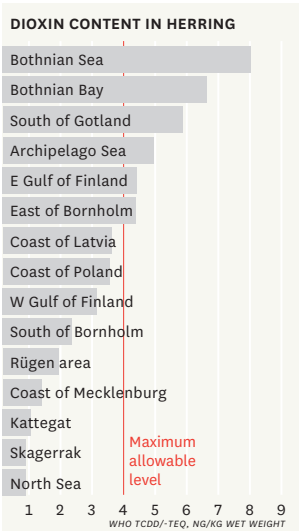 DIOXIN CONTENT IN HERRING
Bothnian Sea
Bothnian Bay
South of Gotland
Archipelago Sea
E Gulf of Finland
East of Bornholm
Coast of Latvia
Coast of Poland
W Gulf of Finland
South of Bornholm
Rügen area
Coast of Mecklenburg
Kattegat
Skagerrak
North Sea
Maximum
allowable
level
1 2 3 4 5 6 7 8 9
WHO TCDD/-TEQ, NG/KG WET WEIGHT